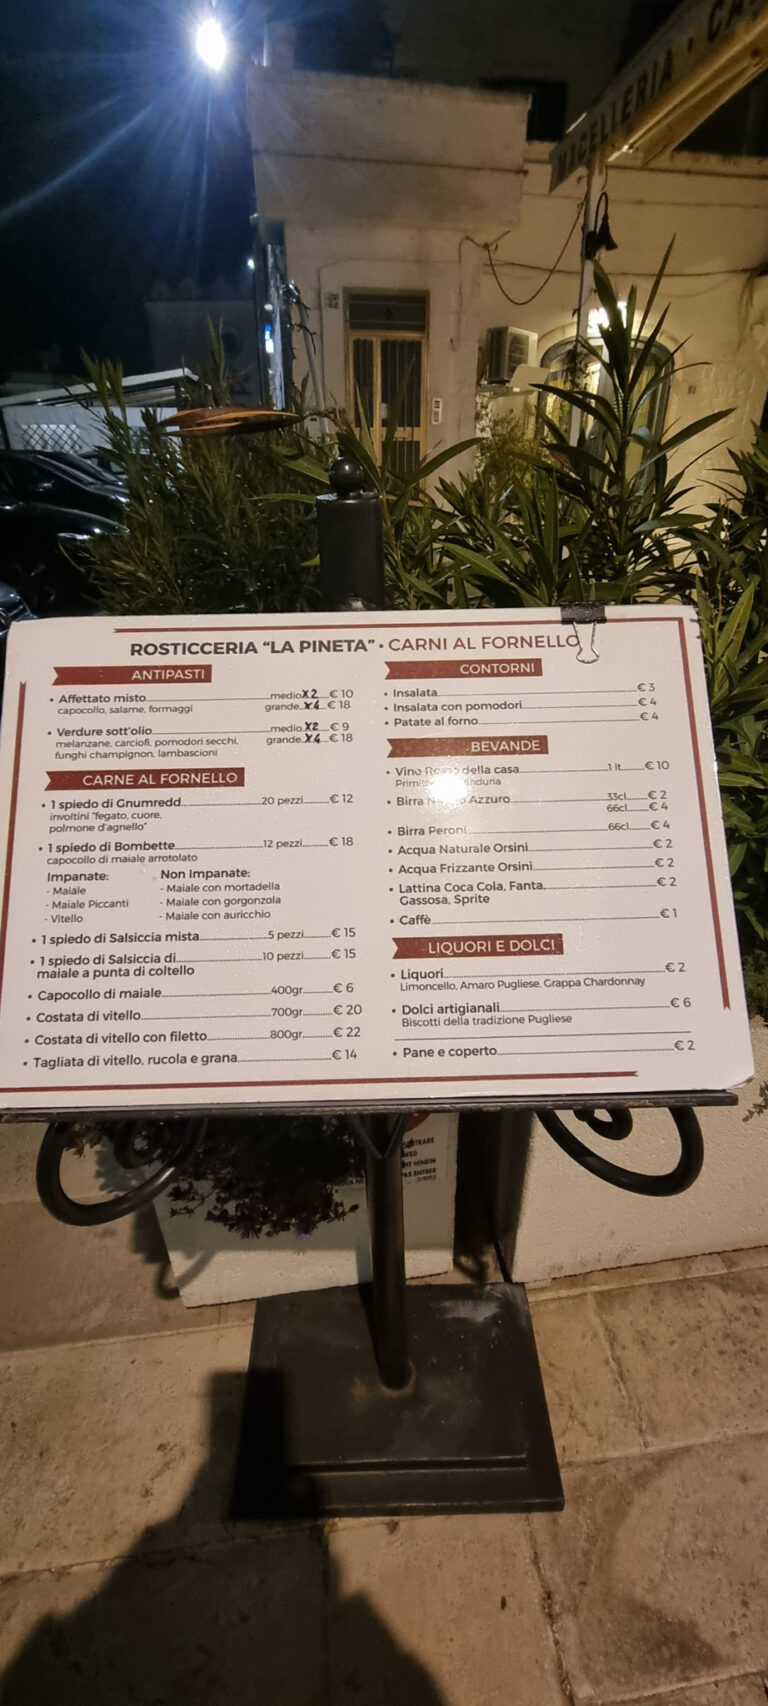 MACELLERIA • CA
ROSTICCERIA "LA PINETA" • CARNI AL FORNELLO
ANTIPASTI
• Affettato misto medio X2 € 10
capocollo, salame, formaggi grande X4 € 18
• Verdure sott'olio medio X2 € 9
melanzane, carciofi, pomodori secchi, grande X4 € 18
funghi champignon, lambascioni
CARNE AL FORNELLO
• 1 spiedo di Gnumredd 20 pezzi € 12
involtini "fegato, cuore,
polmone d'agnello"
• 1 spiedo di Bombette 12 pezzi € 18
capocollo di maiale arrotolato
Impanate: Non Impanate:
- Maiale - Maiale con mortadella
- Maiale Piccanti - Maiale con gorgonzola
- Vitello - Maiale con auricchio
• 1 spiedo di Salsiccia mista 5 pezzi € 15
• 1 spiedo di Salsiccia di 10 pezzi € 15
maiale a punta di coltello
• Capocollo di maiale 400gr € 6
• Costata di vitello 700gr € 20
• Costata di vitello con filetto 800gr € 22
• Tagliata di vitello, rucola e grana € 14
CONTORNI
• Insalata € 3
• Insalata con pomodori € 4
• Patate al forno € 4
BEVANDE
• Vino della casa 1 lt € 10
• Birra Azzuro 33cl € 2
66cl € 4
• Birra Peroni 66cl € 4
• Acqua Naturale Orsini € 2
• Acqua Frizzante Orsini € 2
• Lattina Coca Cola, Fanta, € 2
Gassosa, Sprite
• Caffè € 1
LIQUORI E DOLCI
• Liquori € 2
Limoncello, Amaro Pugliese, Grappa Chardonnay
• Dolci artigianali € 6
Biscotti della tradizione Pugliese
• Pane e coperto € 2